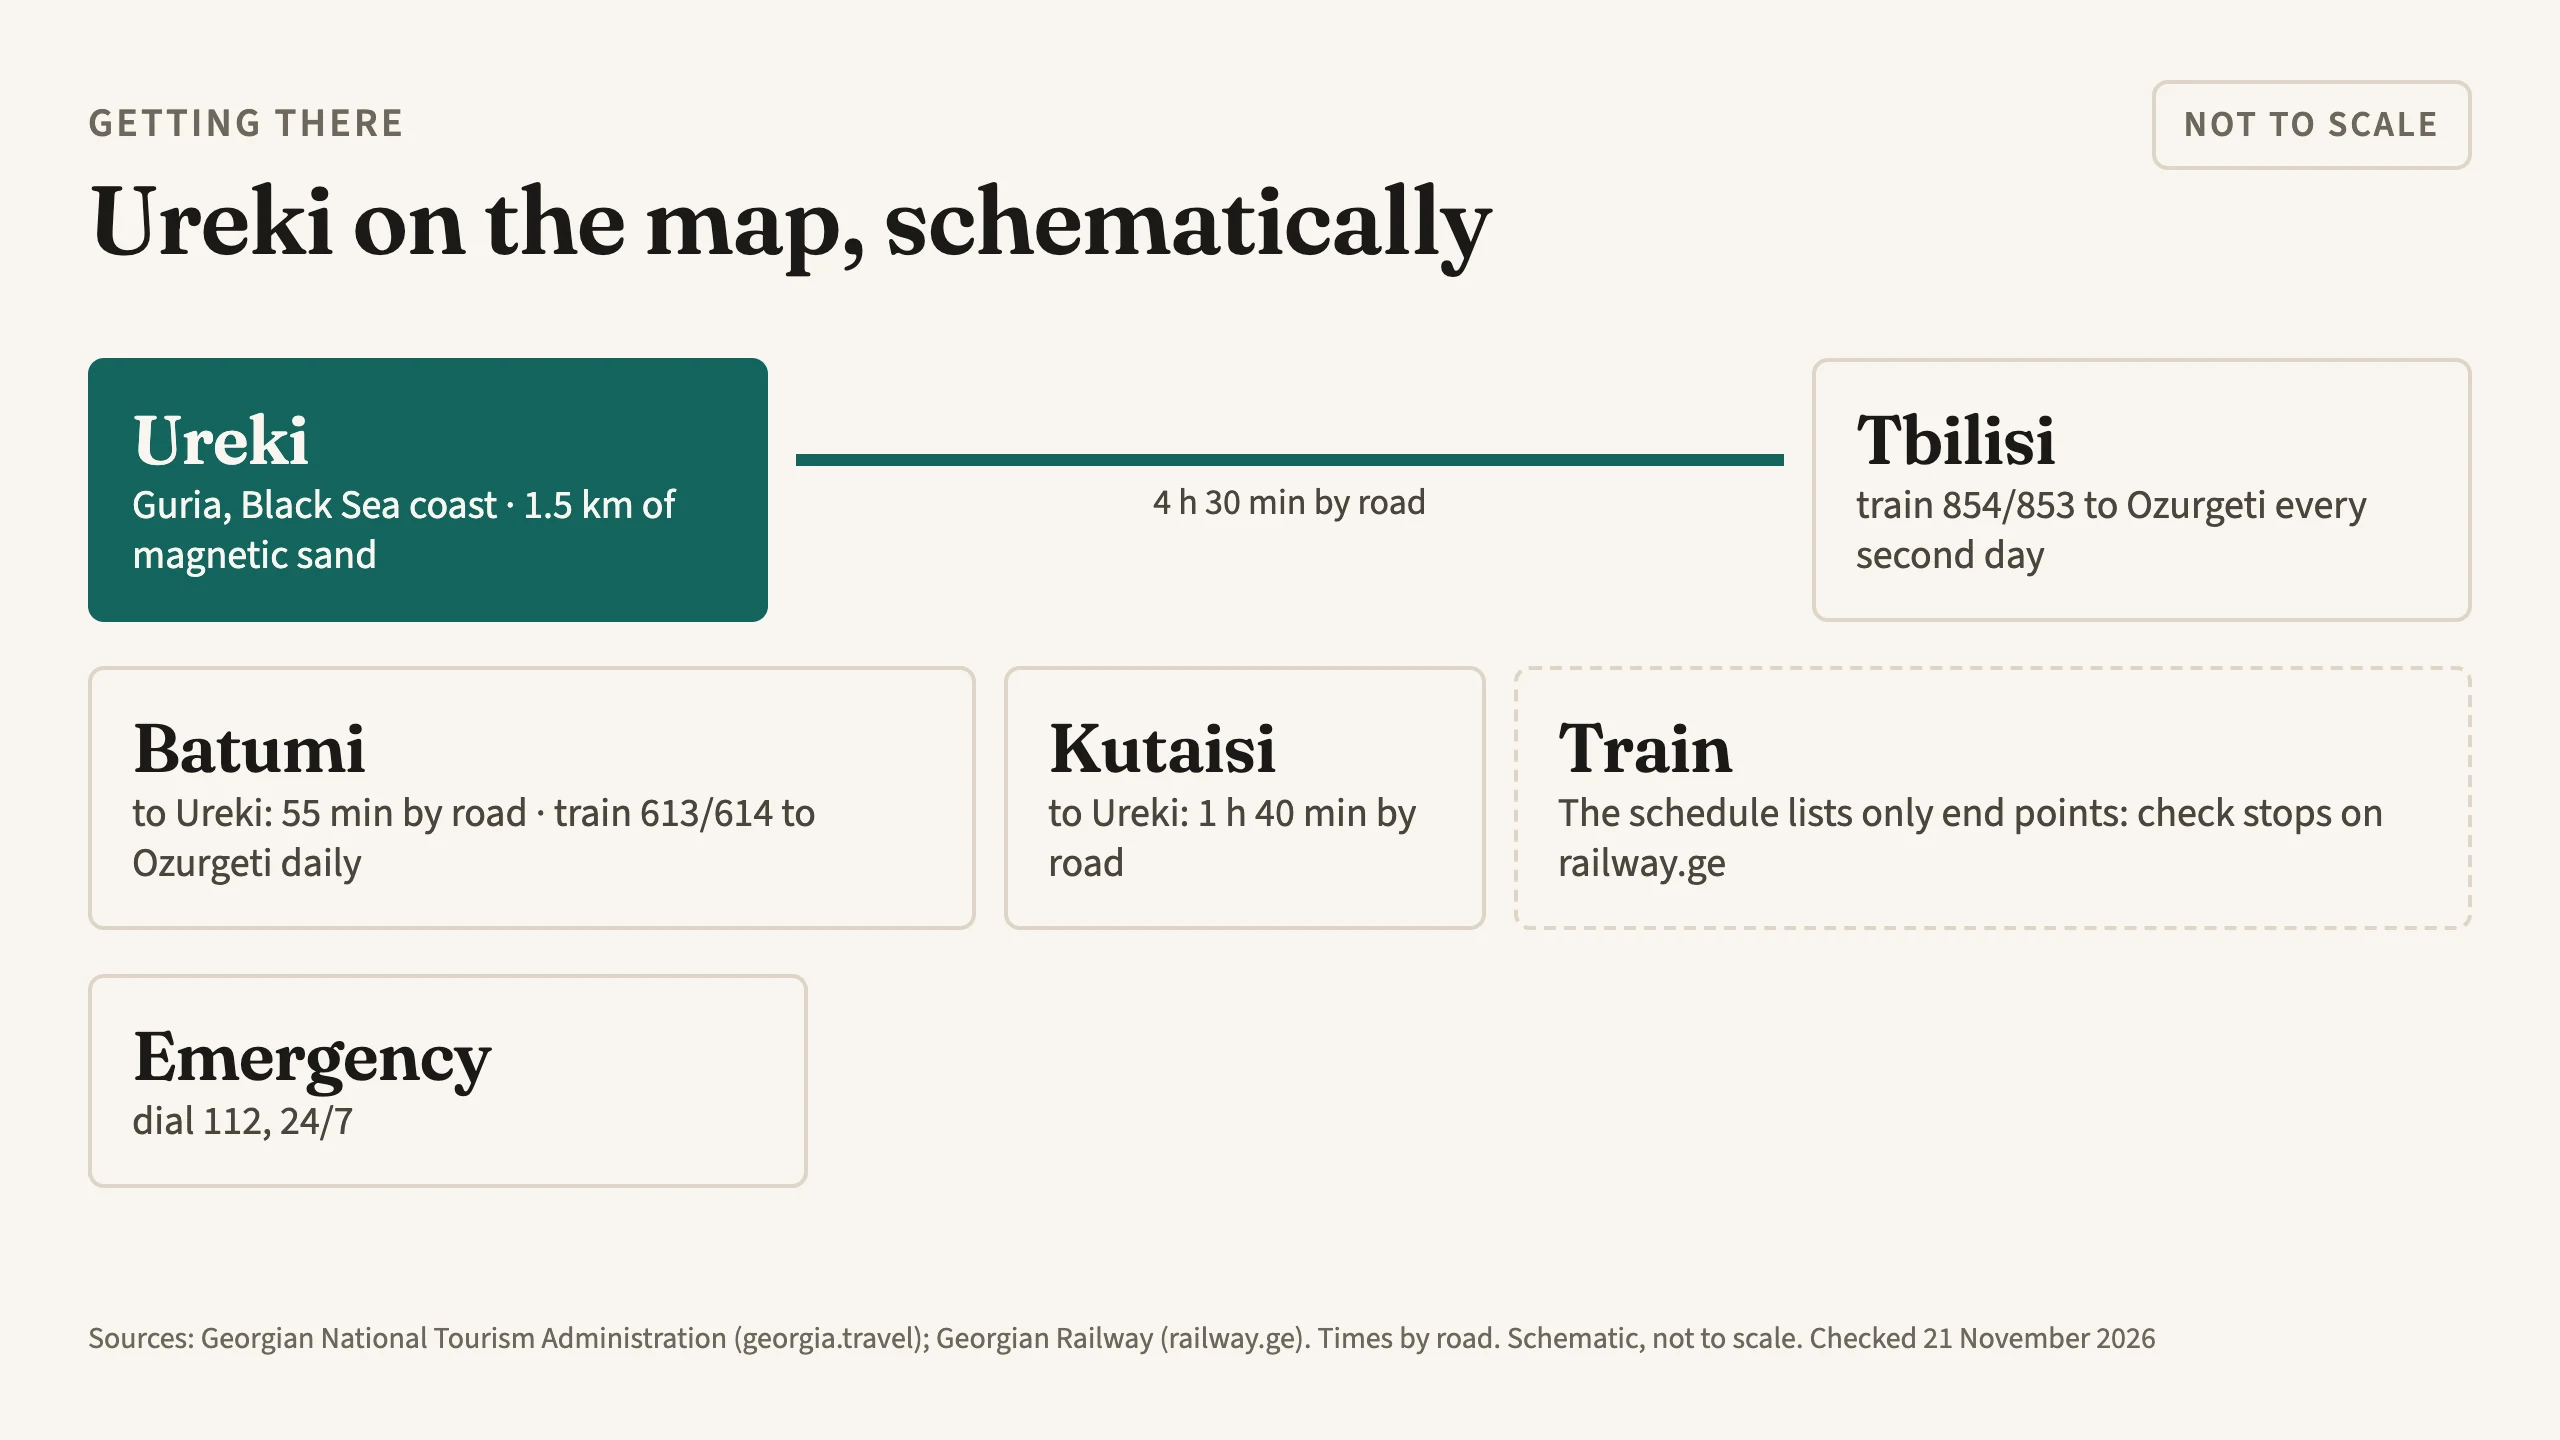 GETTING THERE
NOT TO SCALE
Ureki on the map, schematically
Ureki
Guria, Black Sea coast · 1.5 km of
magnetic sand
4 h 30 min by road
Tbilisi
train 854/853 to Ozurgeti every
second day
Batumi
to Ureki: 55 min by road · train 613/614 to
Ozurgeti daily
Kutaisi
to Ureki: 1 h 40 min by
road
Train
The schedule lists only end points: check stops on
railway.ge
Emergency
dial 112, 24/7
Sources: Georgian National Tourism Administration (georgia.travel); Georgian Railway (railway.ge). Times by road. Schematic, not to scale. Checked 21 November 2026